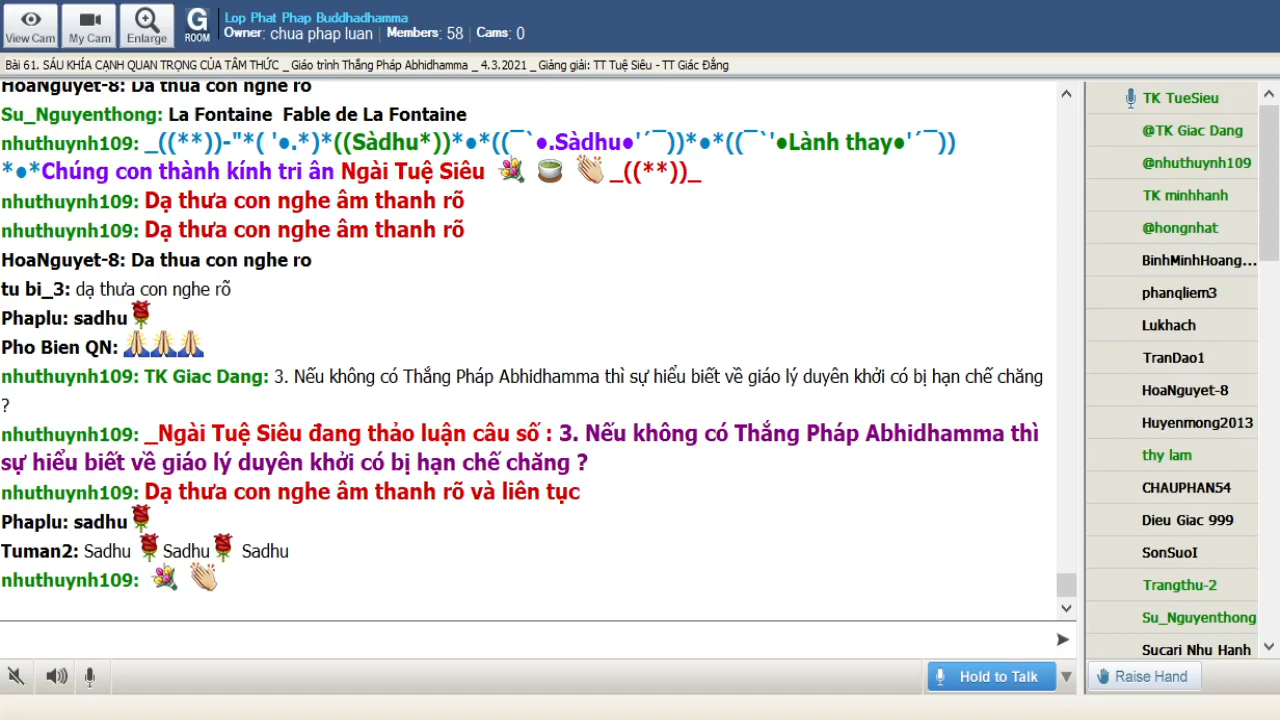 View Cam
My Cam
Enlarge
G
ROOM
Lop Phat Phap Buddhadhamma
Owner: chua phap luan | Members: 58 | Cams: 0
Bài 61. SÁU KHÍA CẠNH QUAN TRỌNG CỦA TÂM THỨC _ Giáo trình Thắng Pháp Abhidhamma _ 4.3.2021 _ Giảng giải: TT Tuệ Siêu - TT Giác Đẳng
HoaNguyet-8: Da thua con nghe ro
Su_Nguyenthong: La Fontaine Fable de La Fontaine
nhuthuynh109: _((**))-"*( '●.*)*((Sàdhu*))*●*((¯`●.Sàdhu●'´¯))*●*((¯`'●Lành thay●'´¯))
*●*Chúng con thành kính tri ân Ngài Tuệ Siêu 💐 🍵 👏 _((**))_
nhuthuynh109: Dạ thưa con nghe âm thanh rõ
nhuthuynh109: Dạ thưa con nghe âm thanh rõ
HoaNguyet-8: Da thua con nghe ro
tu bi_3: dạ thưa con nghe rõ
Phaplu: sadhu🌹
Pho Bien QN: 🙏🙏🙏
nhuthuynh109: TK Giac Dang: 3. Nếu không có Thắng Pháp Abhidhamma thì sự hiểu biết về giáo lý duyên khởi có bị hạn chế chăng
?
nhuthuynh109: _Ngài Tuệ Siêu đang thảo luận câu số : 3. Nếu không có Thắng Pháp Abhidhamma thì
sự hiểu biết về giáo lý duyên khởi có bị hạn chế chăng ?
nhuthuynh109: Dạ thưa con nghe âm thanh rõ và liên tục
Phaplu: sadhu🌹
Tuman2: Sadhu 🌹Sadhu🌹 Sadhu
nhuthuynh109: 💐 👏
Hold to Talk
TK TueSieu
@TK Giac Dang
@nhuthuynh109
TK minhhanh
@hongnhat
BinhMinhHoang...
phanqliem3
Lukhach
TranDao1
HoaNguyet-8
Huyenmong2013
thy lam
CHAUPHAN54
Dieu Giac 999
SonSuoI
Trangthu-2
Su_Nguyenthong
Sucari Nhu Hanh
Raise Hand